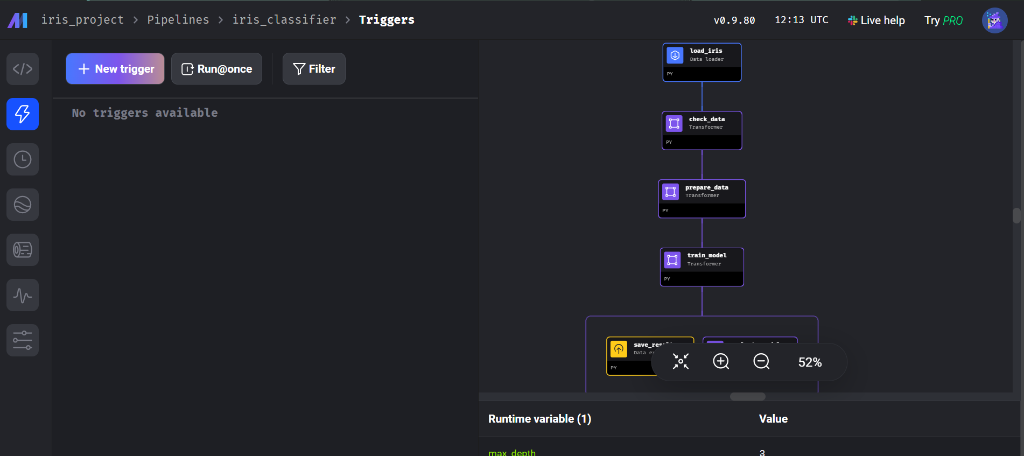 iris_project > Pipelines > iris_classifier > Triggers
v0.9.80
12:13 UTC
Live help
Try PRO
New trigger
Run@once
Filter
No triggers available
load_iris
Data loader
PY
check_data
Transformer
PY
prepare_data
Transformer
PY
train_model
Transformer
PY
PY
52%
Runtime variable (1)
Value
max_depth
3